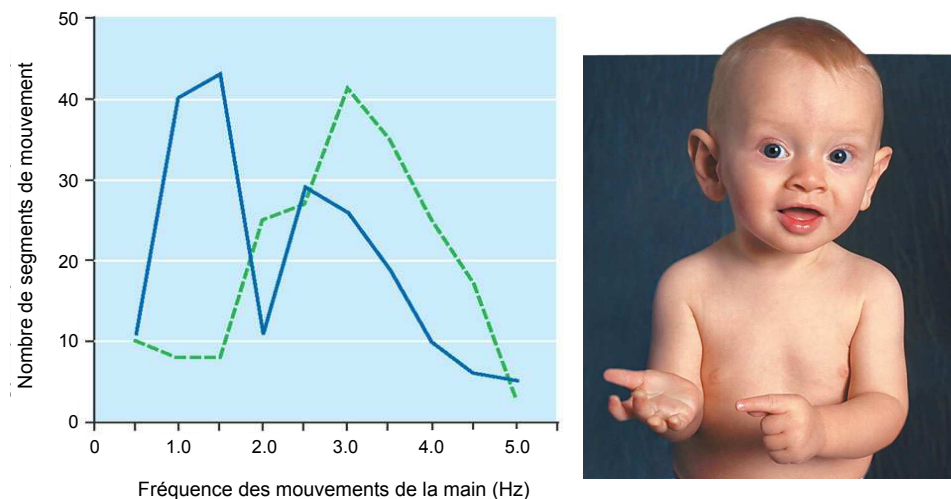 50
40
30
20
10
0
Nombre de segments de mouvement
0 1.0 2.0 3.0 4.0 5.0
Fréquence des mouvements de la main (Hz)